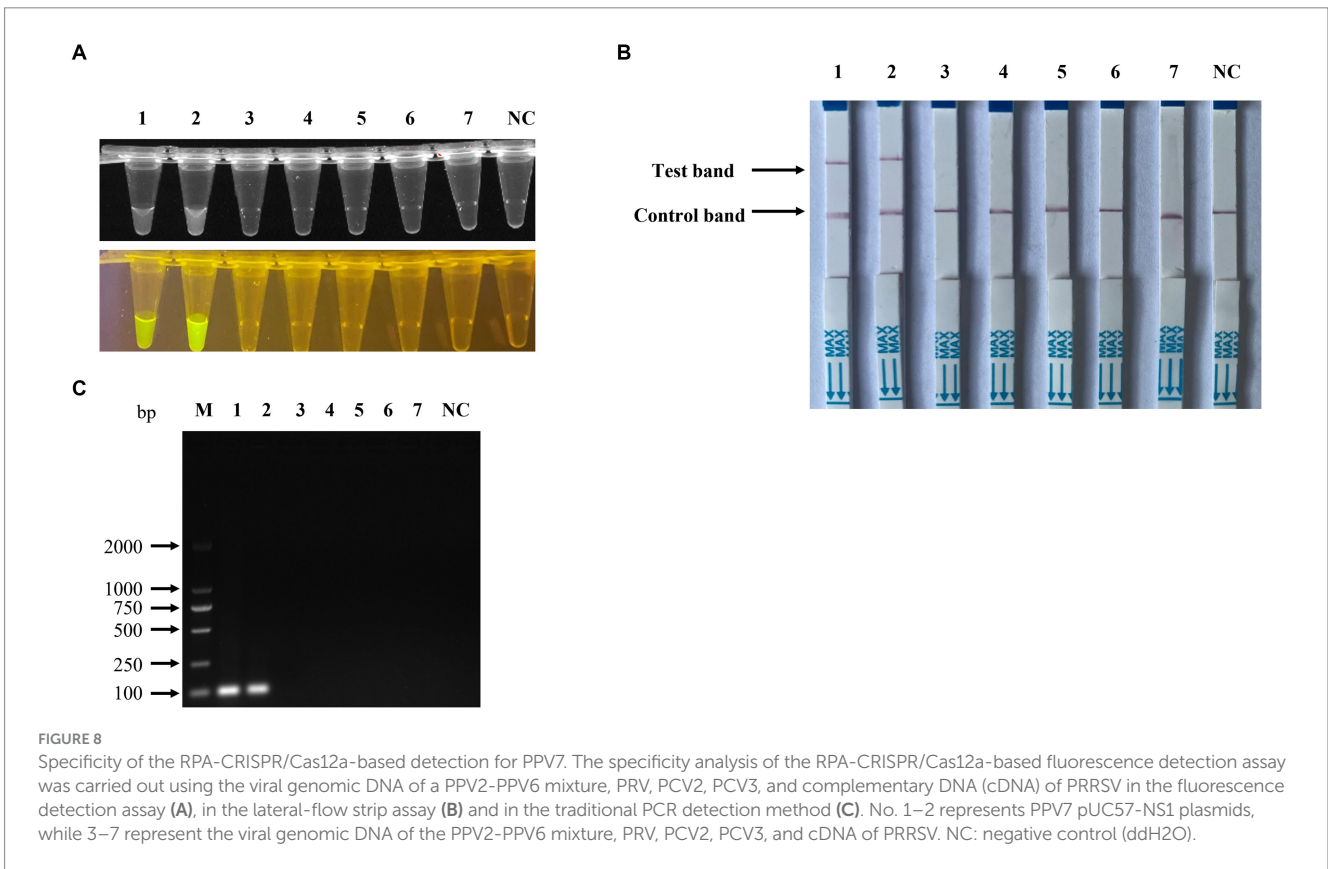 A
1 2 3 4 5 6 7 NC
B
1 2 3 4 5 6 7 NC
Test band
Control band
MAX MAX MAX MAX MAX MAX MAX MAX MAX MAX MAX MAX MAX MAX MAX MAX
C
bp M 1 2 3 4 5 6 7 NC
2000
1000
750
500
250
100
FIGURE 8
Specificity of the RPA-CRISPR/Cas12a-based detection for PPV7. The specificity analysis of the RPA-CRISPR/Cas12a-based fluorescence detection assay
was carried out using the viral genomic DNA of a PPV2-PPV6 mixture, PRV, PCV2, PCV3, and complementary DNA (cDNA) of PRRSV in the fluorescence
detection assay (A), in the lateral-flow strip assay (B) and in the traditional PCR detection method (C). No. 1–2 represents PPV7 pUC57-NS1 plasmids,
while 3–7 represent the viral genomic DNA of the PPV2-PPV6 mixture, PRV, PCV2, PCV3, and cDNA of PRRSV. NC: negative control (ddH2O).